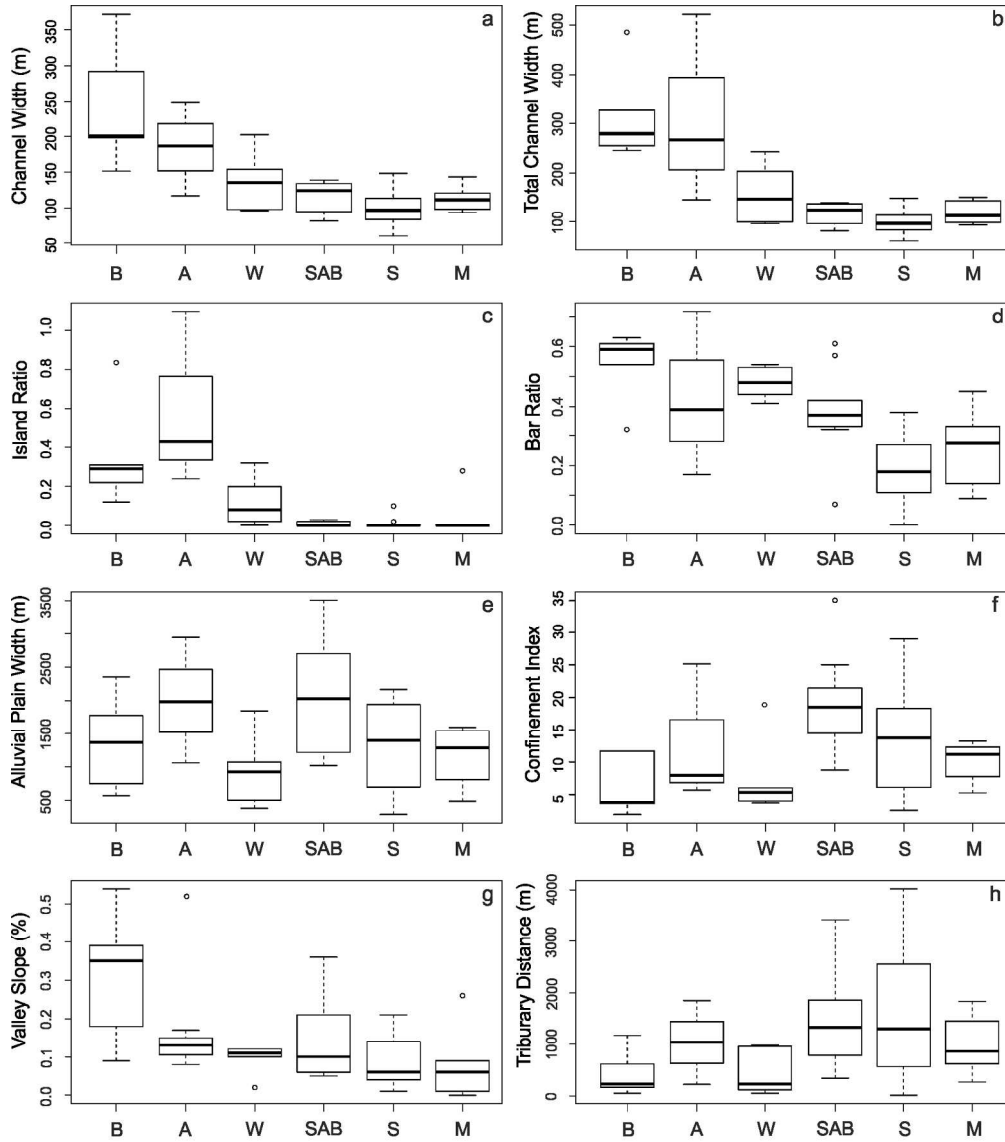 a
Channel Width (m)
350
300
250
200
150
100
50
B A W SAB S M
b
Total Channel Width (m)
500
400
300
200
100
B A W SAB S M
c
Island Ratio
1.0
0.8
0.6
0.4
0.2
0.0
B A W SAB S M
d
Bar Ratio
0.6
0.4
0.2
0.0
B A W SAB S M
e
Alluvial Plain Width (m)
3500
2500
1500
500
B A W SAB S M
f
Confinement Index
35
30
25
20
15
10
5
B A W SAB S M
g
Valley Slope (%)
0.5
0.4
0.3
0.2
0.1
0.0
B A W SAB S M
h
Triburary Distance (m)
4000
3000
2000
1000
0
B A W SAB S M